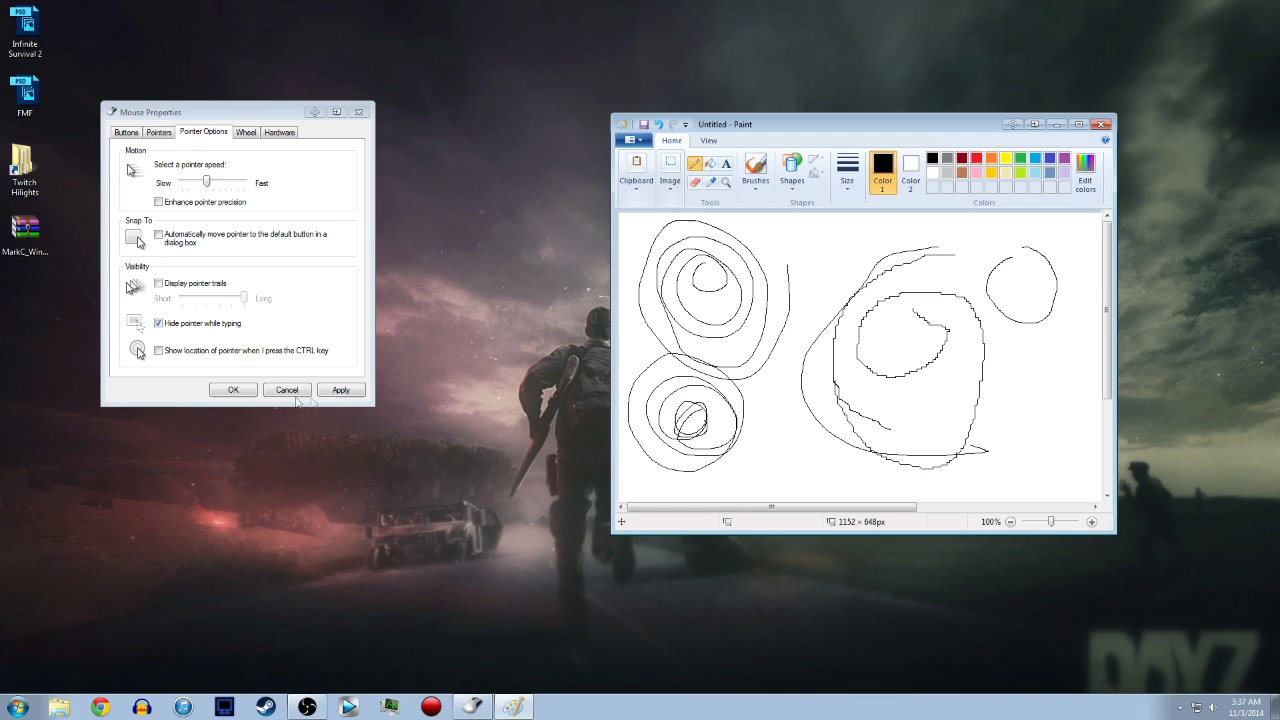 Infinite
Survival 2
FMF
Twitch
Hilights
MarkC_Win...
Mouse Properties
Buttons
Pointers
Pointer Options
Wheel
Hardware
Motion
Select a pointer speed:
Slow
Fast
Enhance pointer precision
Snap To
Automatically move pointer to the default button in a
dialog box
Visibility
Display pointer trails
Short
Long
Hide pointer while typing
Show location of pointer when I press the CTRL key
OK
Cancel
Apply
Untitled - Paint
Home
View
Clipboard
Image
Tools
Brushes
Shapes
Shapes
Size
Color
1
Color
2
Edit
colors
Colors
1152 × 648px
100%
DAYZ
3:37 AM
11/3/2014